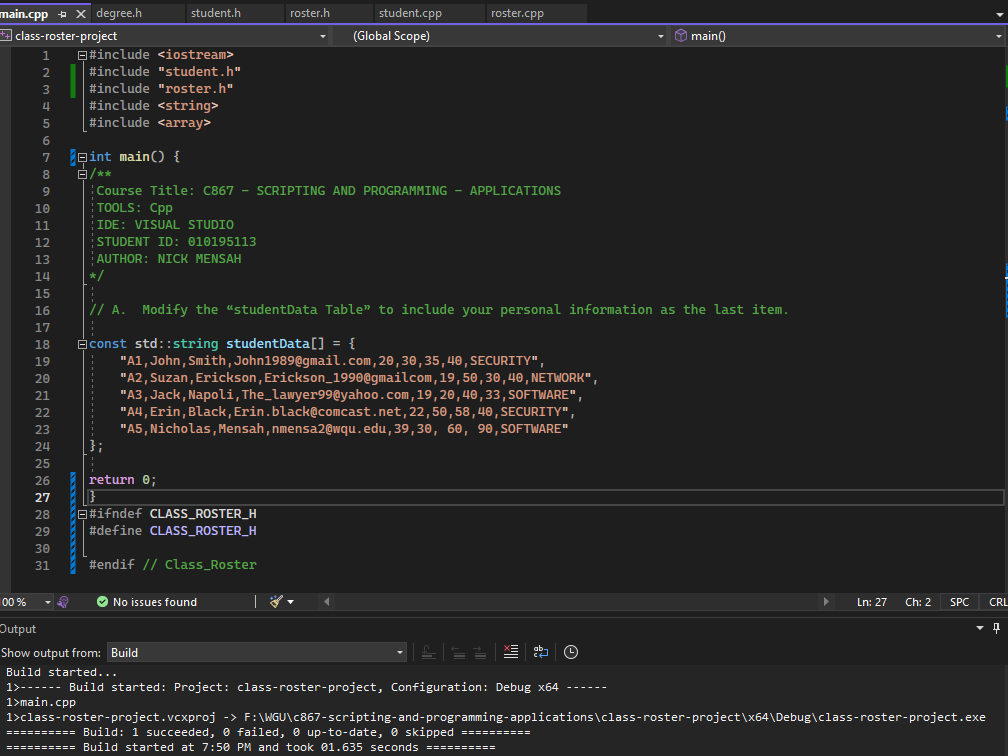 main.cpp degree.h student.h roster.h student.cpp roster.cpp
class-roster-project (Global Scope) main()
1 #include <iostream>
2 #include "student.h"
3 #include "roster.h"
4 #include <string>
5 #include <array>
6
7 int main() {
8 /**
9 Course Title: C867 - SCRIPTING AND PROGRAMMING - APPLICATIONS
10 TOOLS: Cpp
11 IDE: VISUAL STUDIO
12 STUDENT ID: 010195113
13 AUTHOR: NICK MENSAH
14 */
15
16 // A.  Modify the “studentData Table” to include your personal information as the last item.
17
18 const std::string studentData[] = {
19 "A1,John,Smith,John1989@gmail.com,20,30,35,40,SECURITY",
20 "A2,Suzan,Erickson,Erickson_1990@gmailcom,19,50,30,40,NETWORK",
21 "A3,Jack,Napoli,The_lawyer99@yahoo.com,19,20,40,33,SOFTWARE",
22 "A4,Erin,Black,Erin.black@comcast.net,22,50,58,40,SECURITY",
23 "A5,Nicholas,Mensah,nmensa2@wqu.edu,39,30, 60, 90,SOFTWARE"
24 };
25
26 return 0;
27 }
28 #ifndef CLASS_ROSTER_H
29 #define CLASS_ROSTER_H
30
31 #endif // Class_Roster
00 % No issues found Ln: 27 Ch: 2 SPC CRL
Output
Show output from: Build
Build started...
1>------ Build started: Project: class-roster-project, Configuration: Debug x64 ------
1>main.cpp
1>class-roster-project.vcxproj -> F:\WGU\c867-scripting-and-programming-applications\class-roster-project\x64\Debug\class-roster-project.exe
========== Build: 1 succeeded, 0 failed, 0 up-to-date, 0 skipped ==========
========== Build started at 7:50 PM and took 01.635 seconds ==========